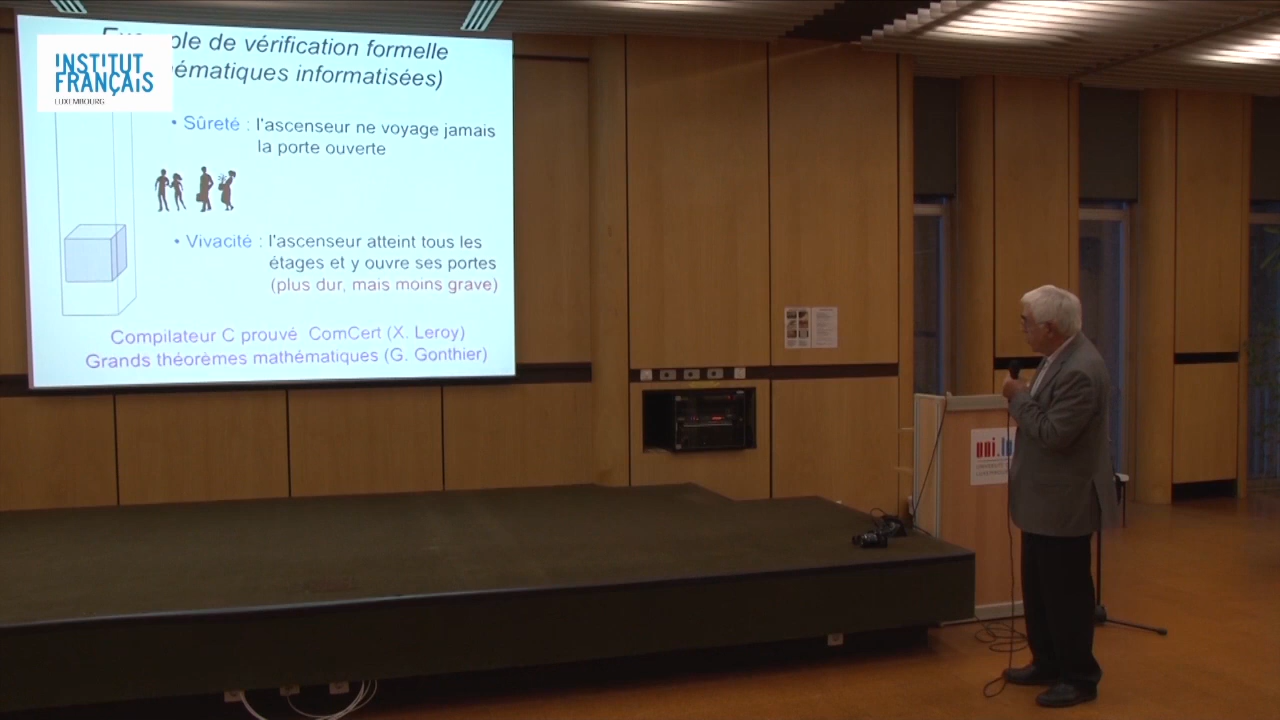 INSTITUT
FRANÇAIS
LUXEMBOURG
de vérification formelle
informatisées)
• Sûreté : l'ascenseur ne voyage jamais
la porte ouverte
• Vivacité : l'ascenseur atteint tous les
étages et y ouvre ses portes
(plus dur, mais moins grave)
Compilateur C prouvé ComCert (X. Leroy)
Grands théorèmes mathématiques (G. Gonthier)
uni.lu